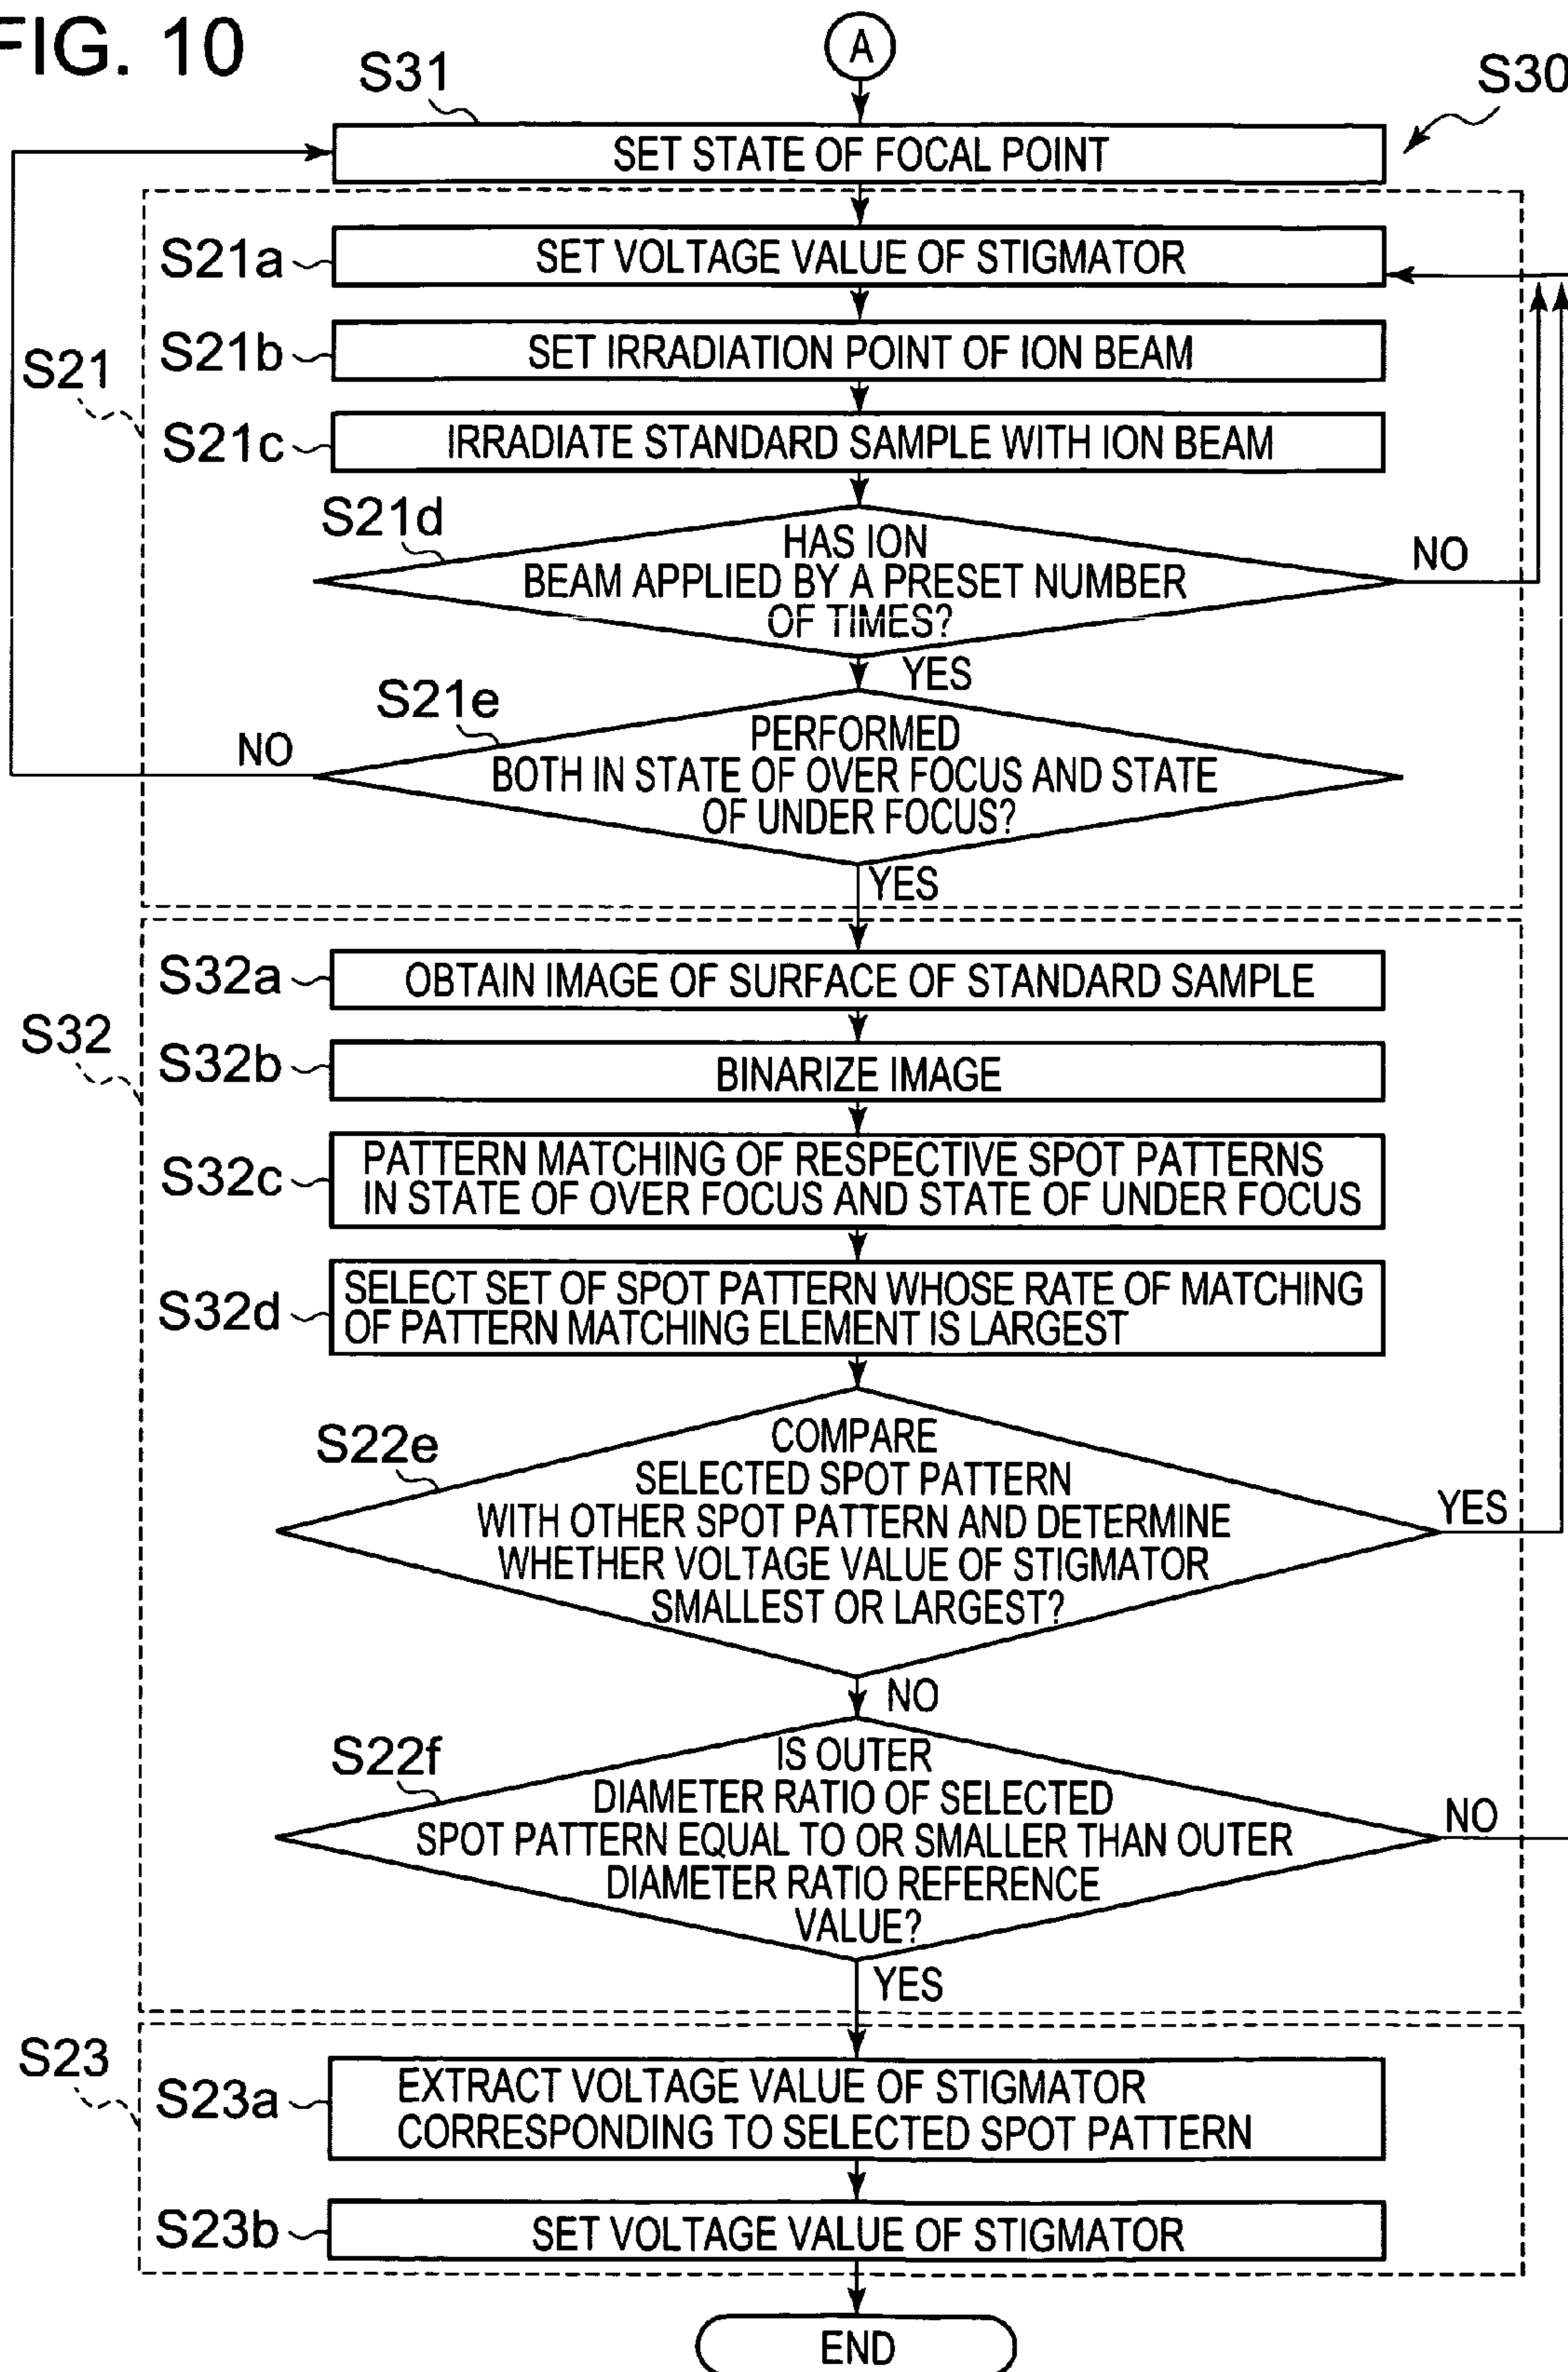 FIG. 10
A
S30
S31
SET STATE OF FOCAL POINT
S21
S21a
SET VOLTAGE VALUE OF STIGMATOR
S21b
SET IRRADIATION POINT OF ION BEAM
S21c
IRRADIATE STANDARD SAMPLE WITH ION BEAM
S21d
HAS ION
BEAM APPLIED BY A PRESET NUMBER
OF TIMES?
NO
YES
S21e
PERFORMED
BOTH IN STATE OF OVER FOCUS AND STATE
OF UNDER FOCUS?
NO
YES
S32
S32a
OBTAIN IMAGE OF SURFACE OF STANDARD SAMPLE
S32b
BINARIZE IMAGE
S32c
PATTERN MATCHING OF RESPECTIVE SPOT PATTERNS
IN STATE OF OVER FOCUS AND STATE OF UNDER FOCUS
S32d
SELECT SET OF SPOT PATTERN WHOSE RATE OF MATCHING
OF PATTERN MATCHING ELEMENT IS LARGEST
S22e
COMPARE
SELECTED SPOT PATTERN
WITH OTHER SPOT PATTERN AND DETERMINE
WHETHER VOLTAGE VALUE OF STIGMATOR
SMALLEST OR LARGEST?
YES
NO
S22f
IS OUTER
DIAMETER RATIO OF SELECTED
SPOT PATTERN EQUAL TO OR SMALLER THAN OUTER
DIAMETER RATIO REFERENCE
VALUE?
NO
YES
S23
S23a
EXTRACT VOLTAGE VALUE OF STIGMATOR
CORRESPONDING TO SELECTED SPOT PATTERN
S23b
SET VOLTAGE VALUE OF STIGMATOR
END